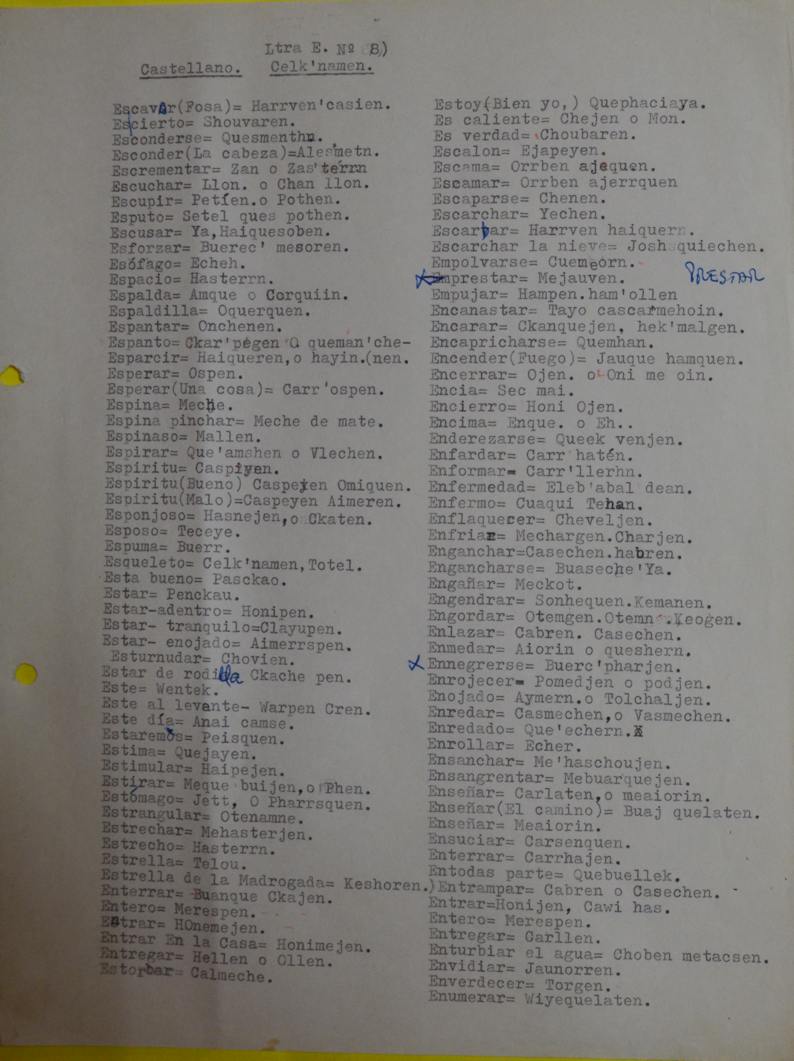 Ltra E. Nº 8)
Castellano. Celk'namen.
Escavar(Fosa)= Harrven'casien.
Escierto= Shouvaren.
Esconderse= Quesmenthn.
Esconder(La cabeza)=Alesmetn.
Escrementar= Zan o Zas'terrn
Escuchar= Llon. o Chan llon.
Escupir= Petíen.o Pothen.
Esputo= Setel ques pothen.
Escusar= Ya,Haiquesoben.
Esforzar= Buerec' mesoren.
Esófago= Echeh.
Espacio= Hasterrn.
Espalda= Amque o Corquiin.
Espaldilla= Oquerquen.
Espantar= Onchenen.
Espanto= Ckar'pégen O queman'che-
Esparcir= Haiqueren,o hayin.(nen.
Esperar= Ospen.
Esperar(Una cosa)= Carr'ospen.
Espina= Meche.
Espina pinchar= Meche de mate.
Espinaso= Mallen.
Espirar= Que'amshen o Vlechen.
Espiritu= Caspiyen.
Espiritu(Bueno) Caspeyen Omiquen.
Espiritu(Malo)=Caspeyen Aimeren.
Esponjoso= Hasnejen,o Ckaten.
Esposo= Teceye.
Espuma= Buerr.
Esqueleto= Celk'namen,Totel.
Esta bueno= Pasckao.
Estar= Penckau.
Estar-adentro= Honipen.
Estar- tranquilo=Clayupen.
Estar- enojado= Aimerrspen.
Esturnudar= Chovien.
Estar de rodilla Ckache pen.
Este= Wentek.
Este al levante- Warpen Cren.
Este día= Anai camse.
Estaremos= Peisquen.
Estima= Quejayen.
Estimular= Haipejen.
Estirar= Meque buijen,o Phen.
Estómago= Jett, O Pharrsquen.
Estrangular= Otenamne.
Estrechar= Mehasterjen.
Estrecho= Hasterrn.
Estrella= Telou.
Estrella de la Madrogada= Keshoren.)
Enterrar= Buanque Ckajen.
Entero= Merespen.
Entrar= HOnemejen.
Entrar En la Casa= Honimejen.
Entregar= Hellen o Ollen.
Estorbar= Calmeche.
Estoy(Bien yo,) Quephaciaya.
Es caliente= Chejen o Mon.
Es verdad= Choubaren.
Escalon= Ejapeyen.
Escama= Orrben ajequen.
Escamar= Orrben ajerrquen
Escaparse= Chenen.
Escarchar= Yechen.
Escarbar= Harrven haiquern.
Escarchar la nieve= Josh quiechen.
Empolvarse= Cuemeorn.
Emprestar= Mejauven. PRESTAR
Empujar= Hampen.ham'ollen
Encanastar= Tayo cascarmehoin.
Encarar= Ckanquejen, hek'malgen.
Encapricharse= Quemhan.
Encender(Fuego)= Jauque hamquen.
Encerrar= Ojen. o Oni me oin.
Encia= Sec mai.
Encierro= Honi Ojen.
Encima= Enque. o Eh..
Enderezarse= Queek venjen.
Enfardar= Carr hatén.
Enformar= Carr'llerhn.
Enfermedad= Eleb'abal dean.
Enfermo= Cuaqui Tehan.
Enflaquecer= Cheveljen.
Enfriar= Mechargen.Charjen.
Enganchar=Casechen.habren.
Engancharse= Buaseche'Ya.
Engañar= Meckot.
Engendrar= Sonhequen.Kemanen.
Engordar= Otemgen.Otemn .Keogen.
Enlazar= Cabren. Casechen.
Enmedar= Aiorin o queshern.
Ennegrerse= Buerc'pharjen.
Enrojecer= Pomedjen o podjen.
Enojado= Aymern.o Tolchaljen.
Enredar= Casmechen,o Vasmechen.
Enredado= Que'echern.X
Enrollar= Echer.
Ensanchar= Me'haschoujen.
Ensangrentar= Mebuarquejen.
Enseñar= Carlaten,o meaiorin.
Enseñar(El camino)= Buaj quelaten.
Enseñar= Meaiorin.
Ensuciar= Carsenquen.
Enterrar= Carrhajen.
Entodas parte= Quebuellek.
Entrampar= Cabren o Casechen.
Entrar=Honijen, Cawi has.
Entero= Merespen.
Entregar= Garllen.
Enturbiar el agua= Choben metacsen.
Envidiar= Jaunorren.
Enverdecer= Torgen.
Enumerar= Wiyequelaten.